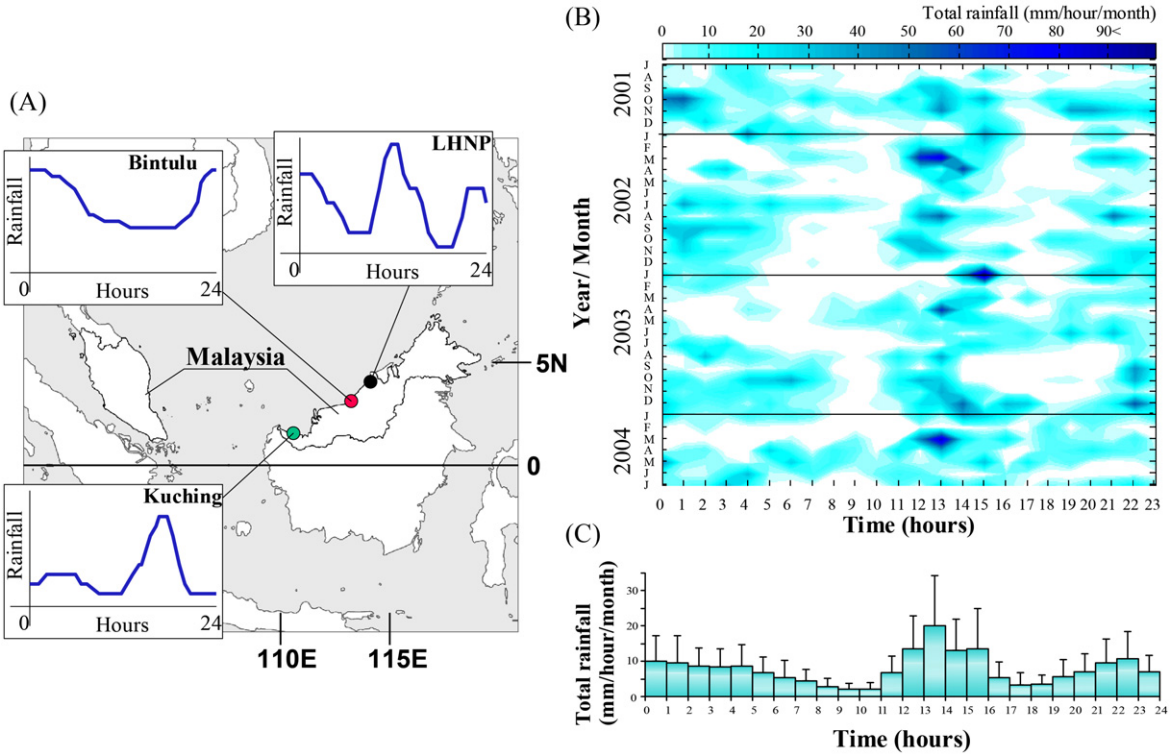 (A)
Bintulu
Rainfall
0 Hours 24
LHNP
Rainfall
0 Hours 24
Malaysia
5N
0
Kuching
Rainfall
0 Hours 24
110E 115E
(B)
Total rainfall (mm/hour/month)
0 10 20 30 40 50 60 70 80 90<
Year/ Month
2001
J
A
S
O
N
D
2002
J
F
M
A
M
J
J
A
S
O
N
D
2003
J
F
M
A
M
J
J
A
S
O
N
D
2004
J
F
M
A
M
J
J
0 1 2 3 4 5 6 7 8 9 10 11 12 13 14 15 16 17 18 19 20 21 22 23
Time (hours)
(C)
Total rainfall
(mm/hour/month)
30
20
10
0
0 1 2 3 4 5 6 7 8 9 10 11 12 13 14 15 16 17 18 19 20 21 22 23 24
Time (hours)